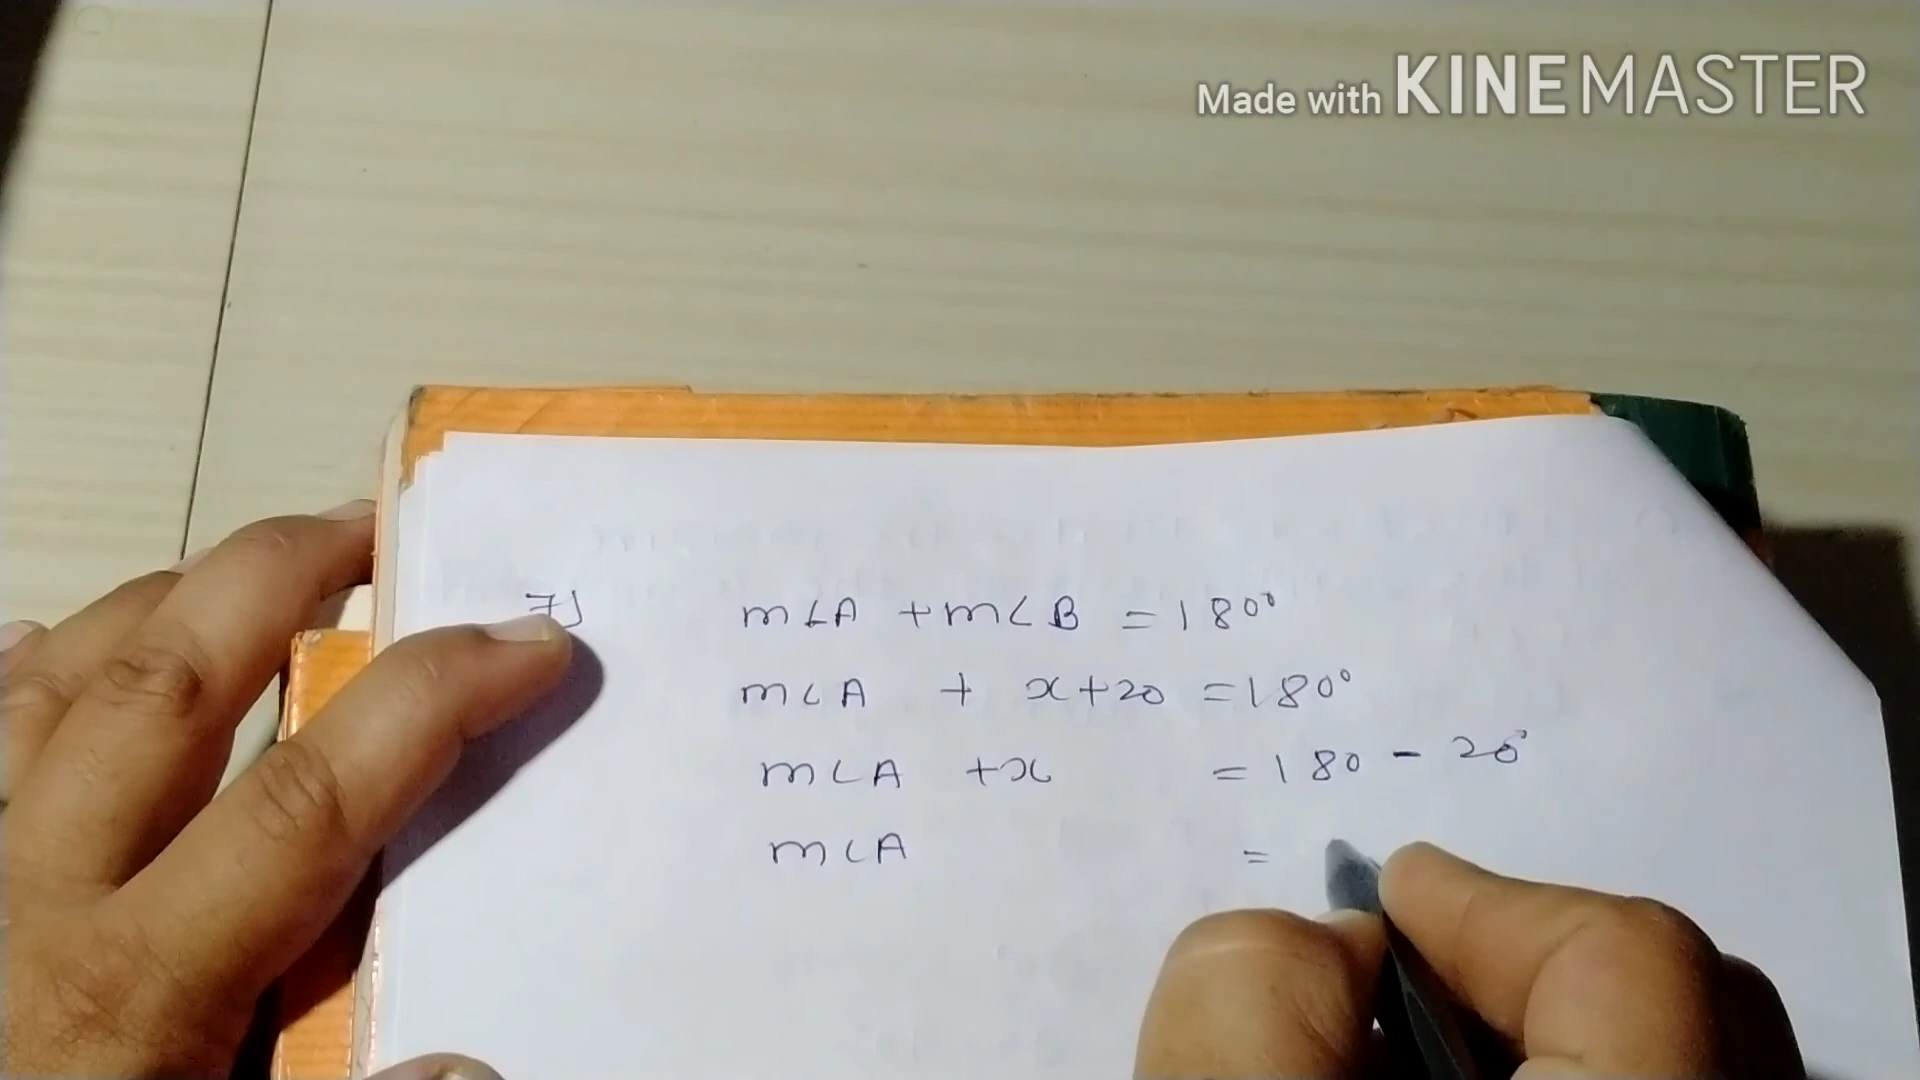 Made with KINEMASTER
7)
m∠A + m∠B = 180°
m∠A + x+20 = 180°
m∠A +x = 180 - 20°
m∠A =